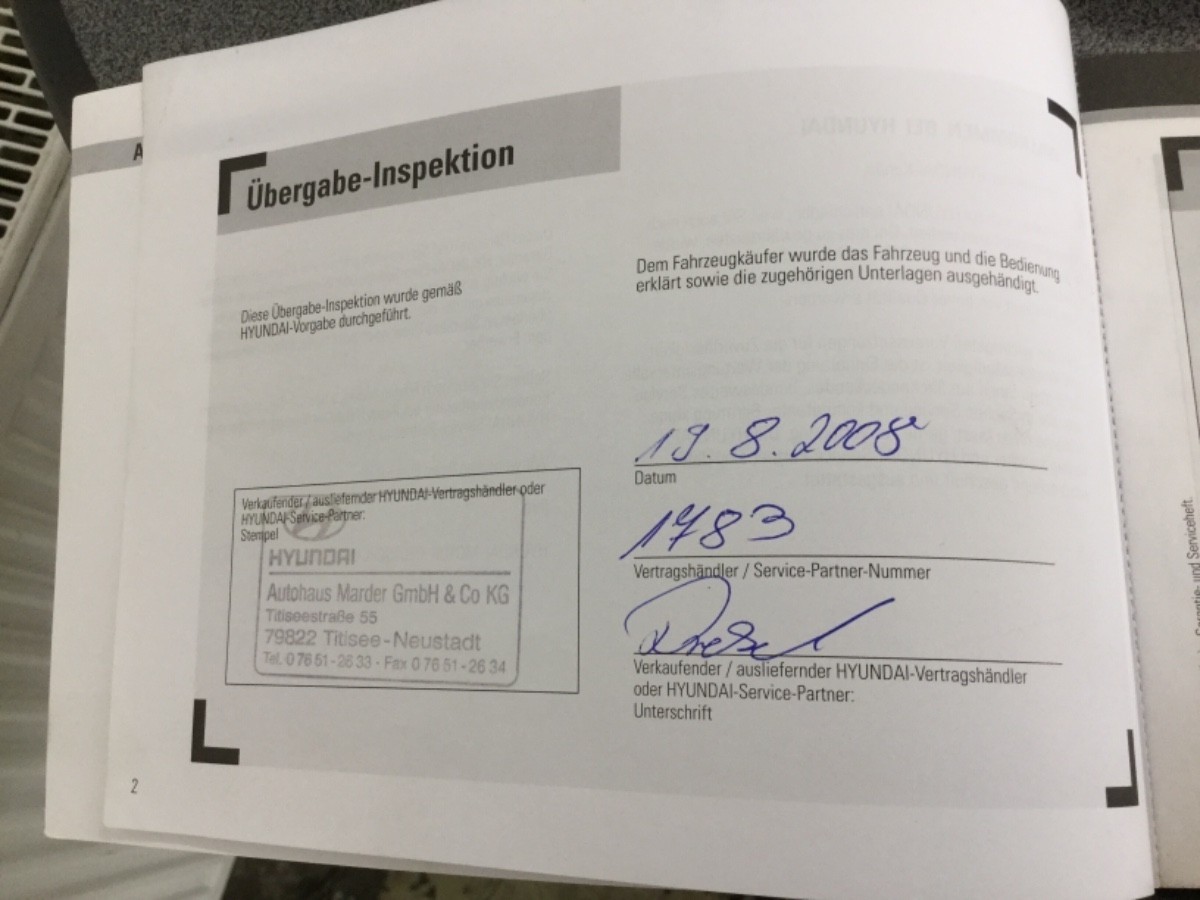 A
Übergabe-Inspektion
Diese Übergabe-Inspektion wurde gemäß
HYUNDAI-Vorgabe durchgeführt.
Verkaufender / ausliefernder HYUNDAI-Vertragshändler oder
HYUNDAI-Service-Partner:
Stempel
HYUNDAI
Autohaus Marder GmbH & Co KG
Titiseestraße 55
79822 Titisee-Neustadt
Tel. 0 76 51 - 26 33 · Fax 0 76 51 - 26 34
2
Dem Fahrzeugkäufer wurde das Fahrzeug und die Bedienung
erklärt sowie die zugehörigen Unterlagen ausgehändigt.
19.8.2008
Datum
1783
Vertragshändler / Service-Partner-Nummer
Verkaufender / ausliefernder HYUNDAI-Vertragshändler
oder HYUNDAI-Service-Partner:
Unterschrift
und Serviceheft.